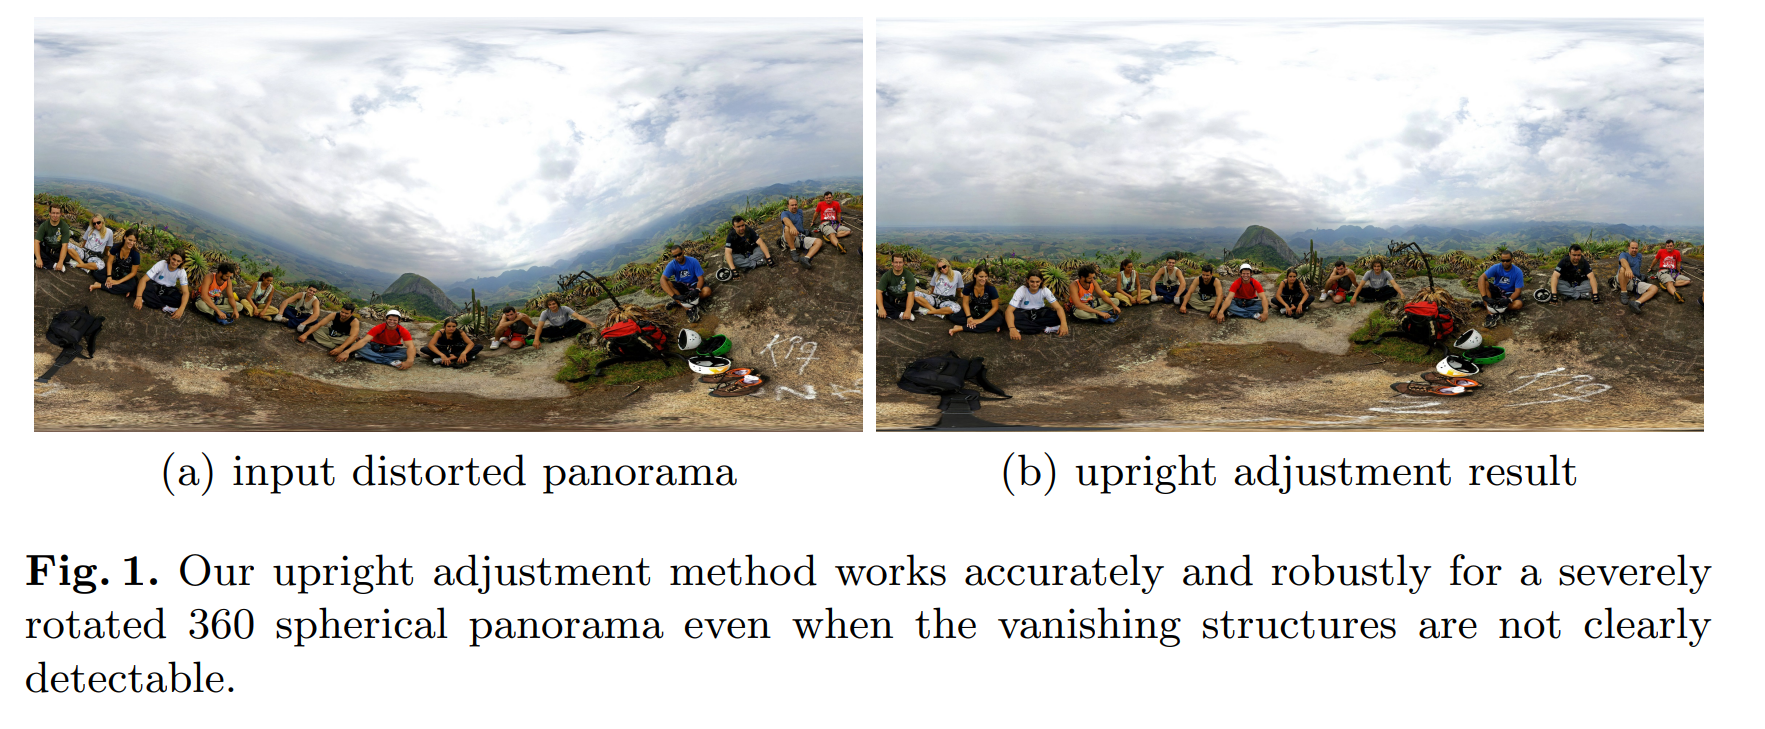 (a) input distorted panorama
(b) upright adjustment result
Fig. 1. Our upright adjustment method works accurately and robustly for a severely
rotated 360 spherical panorama even when the vanishing structures are not clearly
detectable.